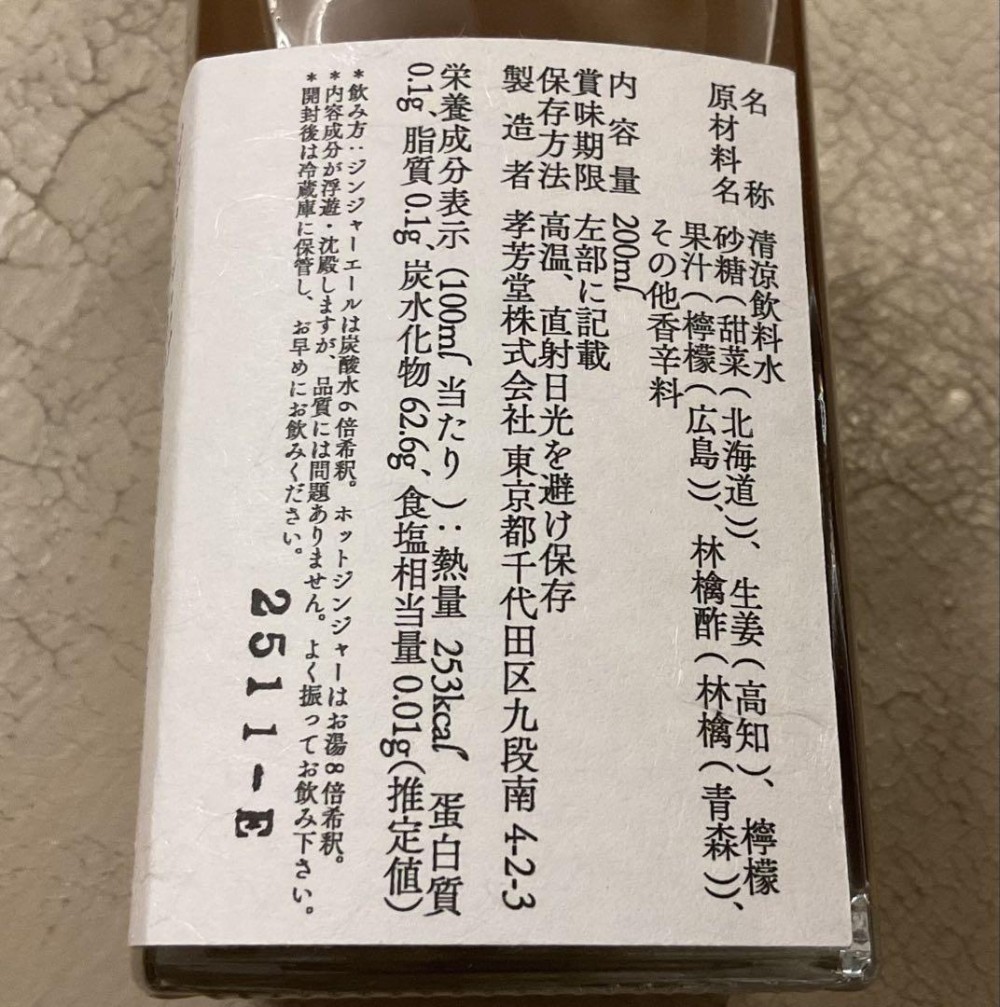 名称 清涼飲料水
原材料名 砂糖（甜菜（北海道））、生姜（高知）、檸檬
果汁（檸檬（広島））、林檎酢（林檎（青森））、
その他香辛料
内容量 200ml
賞味期限 左部に記載
保存方法 高温、直射日光を避け保存
製造者 孝芳堂株式会社 東京都千代田区九段南 4-2-3
栄養成分表示（100ml当たり）：熱量 253kcal 蛋白質
0.1g、脂質 0.1g、炭水化物 62.6g、食塩相当量 0.01g（推定値）
*飲み方：ジンジャーエールは炭酸水6倍希釈。ホットジンジャーはお湯8倍希釈。
*内容成分が浮遊・沈殿しますが、品質には問題ありません。よく振ってお飲み下さい。
*開封後は冷蔵庫に保管し、お早めにお飲みください。
2511-E